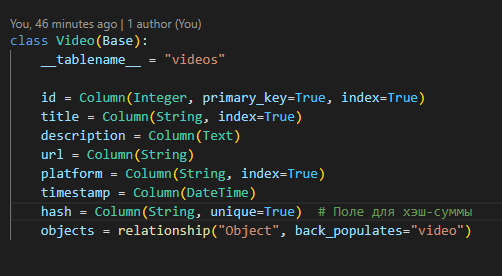 You, 46 minutes ago | 1 author (You)
class Video(Base):
    __tablename__ = "videos"

    id = Column(Integer, primary_key=True, index=True)
    title = Column(String, index=True)
    description = Column(Text)
    url = Column(String)
    platform = Column(String, index=True)
    timestamp = Column(DateTime)
    hash = Column(String, unique=True)  # Поле для хэш-суммы
    objects = relationship("Object", back_populates="video")